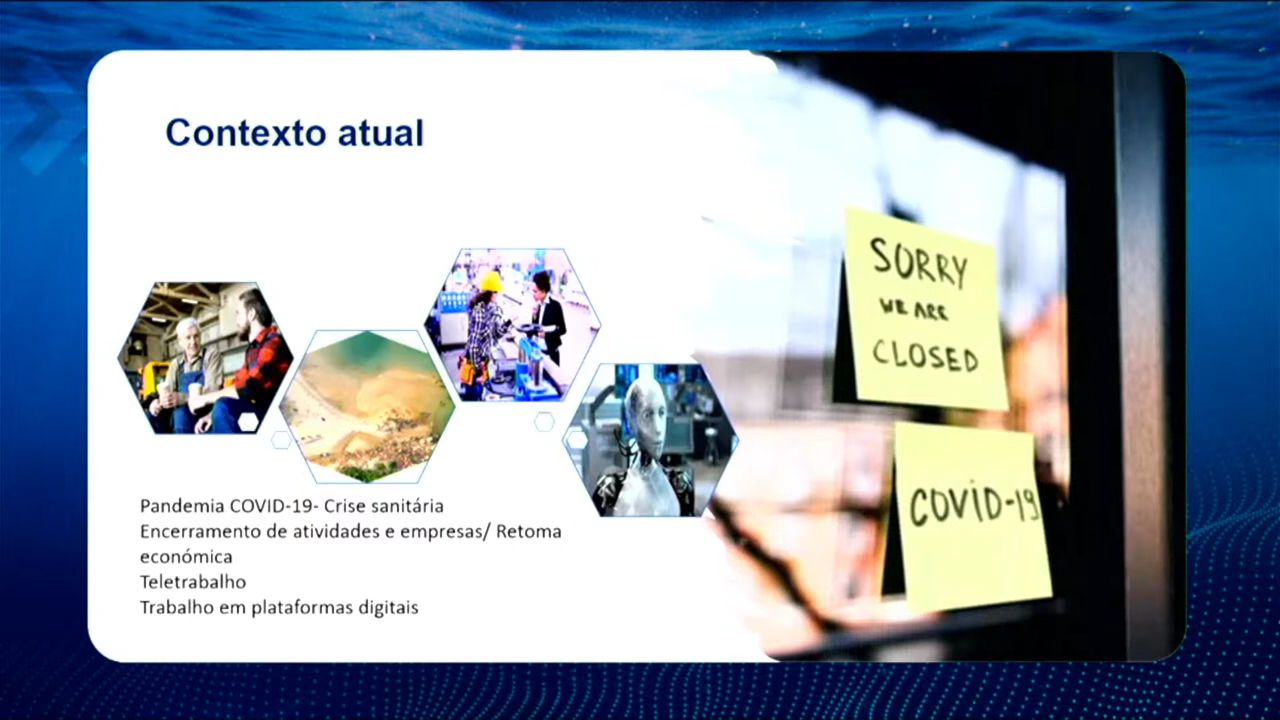 Contexto atual
Pandemia COVID-19- Crise sanitária
Encerramento de atividades e empresas/ Retoma
económica
Teletrabalho
Trabalho em plataformas digitais
SORRY
WE ARE
CLOSED
COVID-19